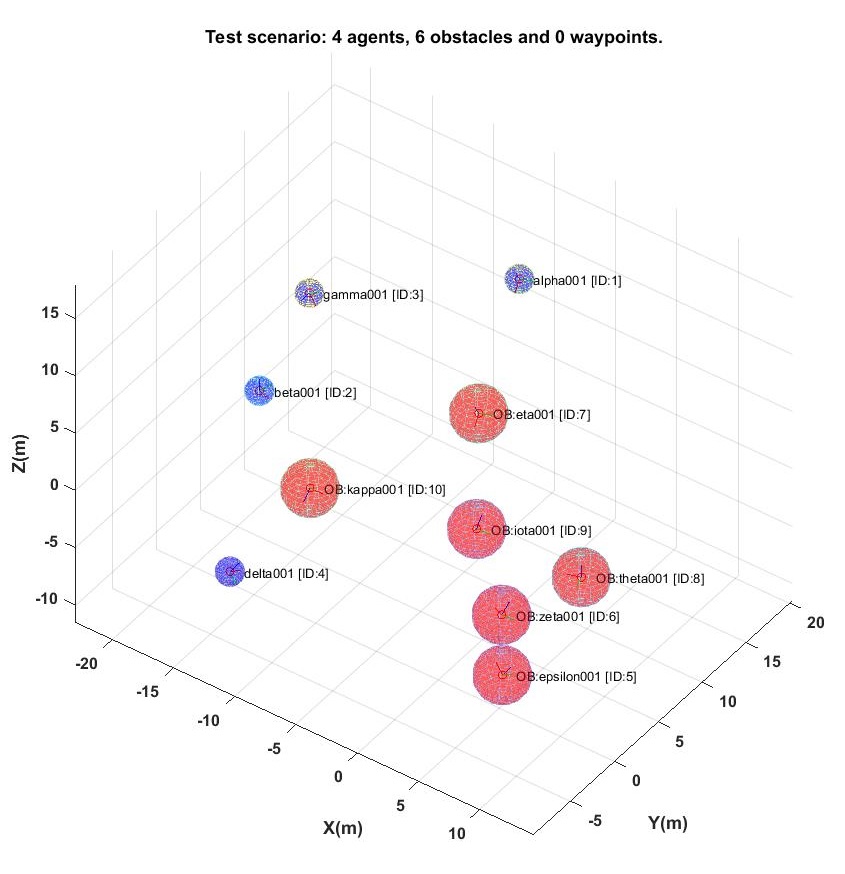 Test scenario: 4 agents, 6 obstacles and 0 waypoints.
alpha001 [ID:1]
gamma001 [ID:3]
beta001 [ID:2]
OB:eta001 [ID:7]
OB:kappa001 [ID:10]
OB:iota001 [ID:9]
delta001 [ID:4]
OB:theta001 [ID:8]
OB:zeta001 [ID:6]
OB:epsilon001 [ID:5]
Z(m)
15
10
5
0
-5
-10
X(m)
-20
-15
-10
-5
0
5
10
Y(m)
-5
0
5
10
15
20